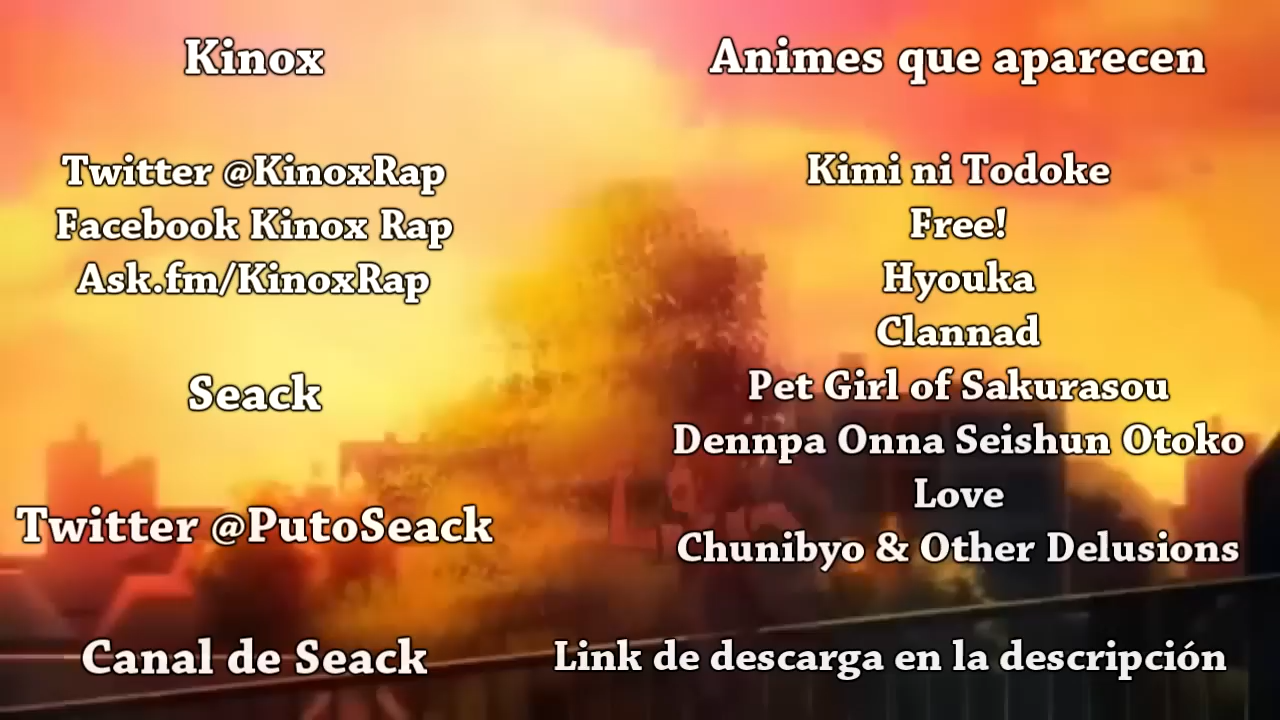 Kinox
Twitter @KinoxRap
Facebook Kinox Rap
Ask.fm/KinoxRap
Seack
Twitter @PutoSeack
Canal de Seack
Animes que aparecen
Kimi ni Todoke
Free!
Hyouka
Clannad
Pet Girl of Sakurasou
Dennpa Onna Seishun Otoko
Love
Chunibyo & Other Delusions
Link de descarga en la descripción